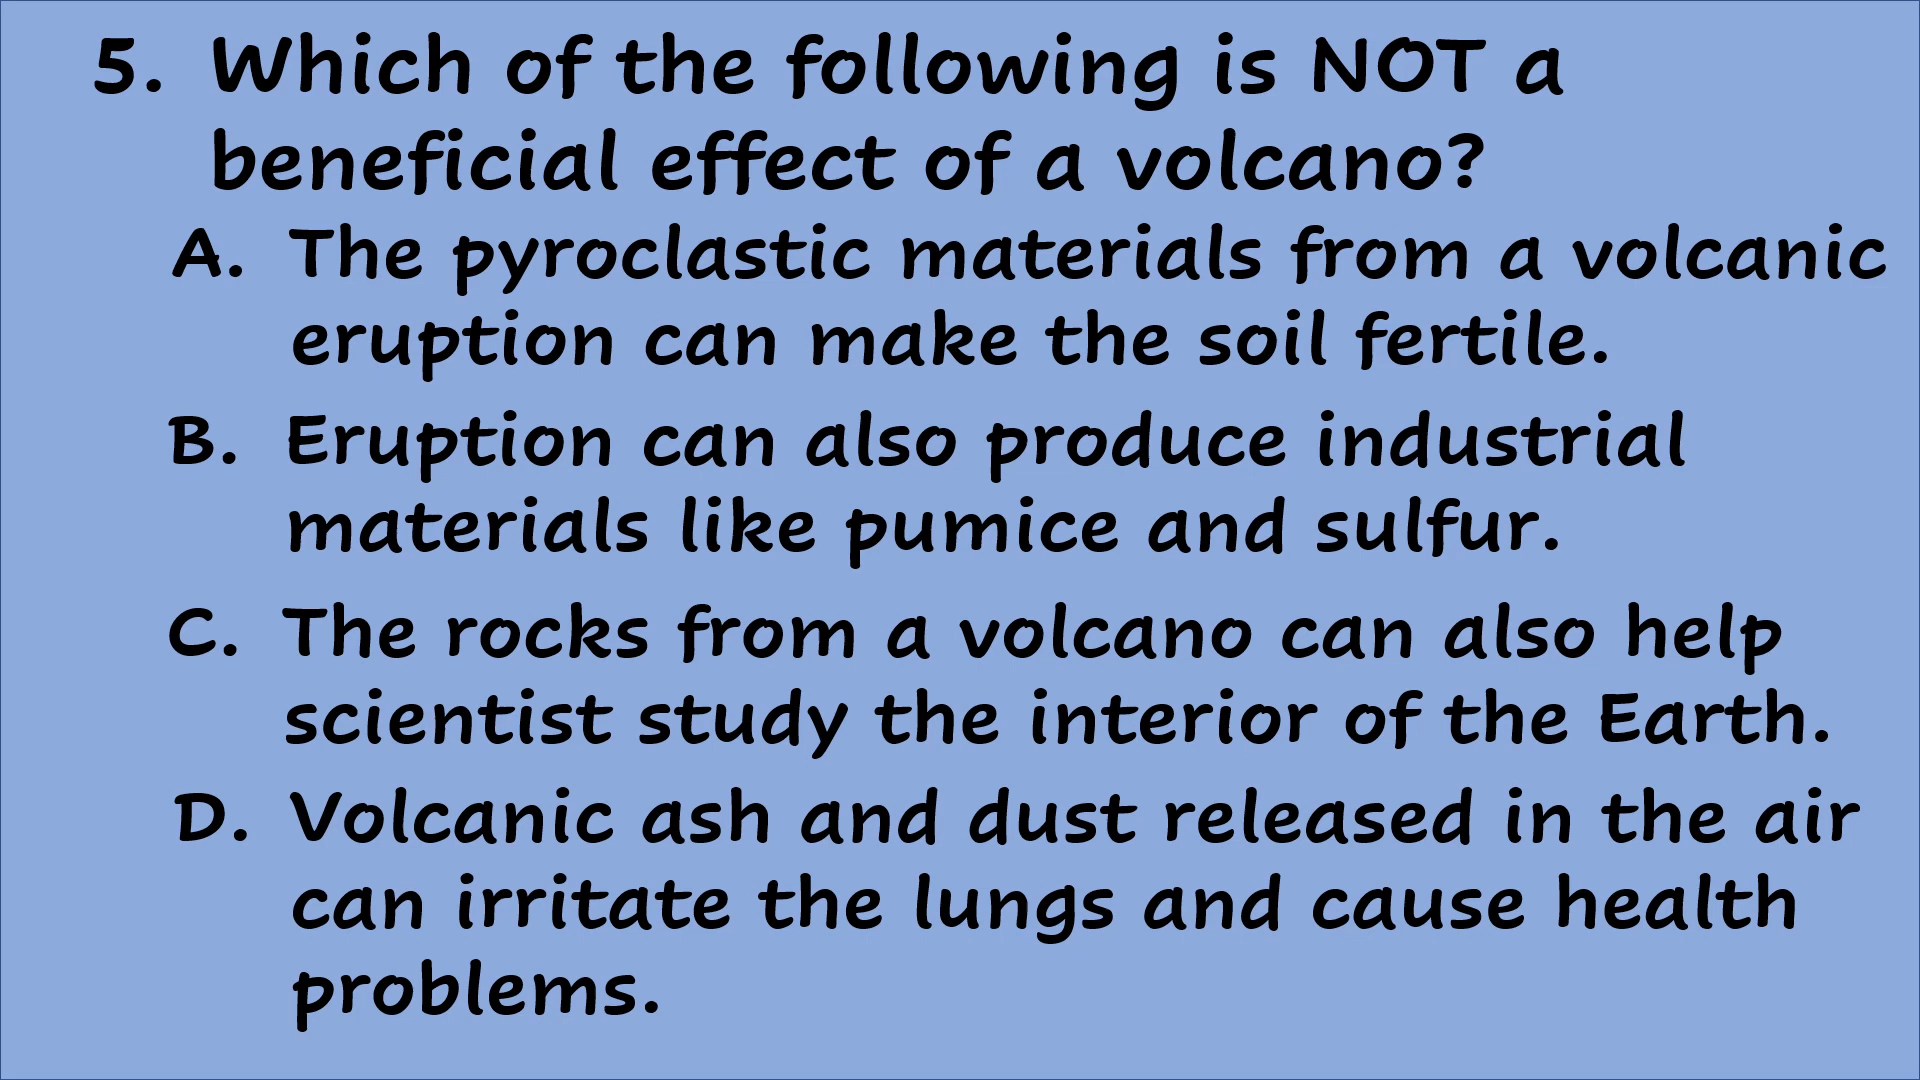 5. Which of the following is NOT a
beneficial effect of a volcano?
A. The pyroclastic materials from a volcanic
eruption can make the soil fertile.
B. Eruption can also produce industrial
materials like pumice and sulfur.
C. The rocks from a volcano can also help
scientist study the interior of the Earth.
D. Volcanic ash and dust released in the air
can irritate the lungs and cause health
problems.